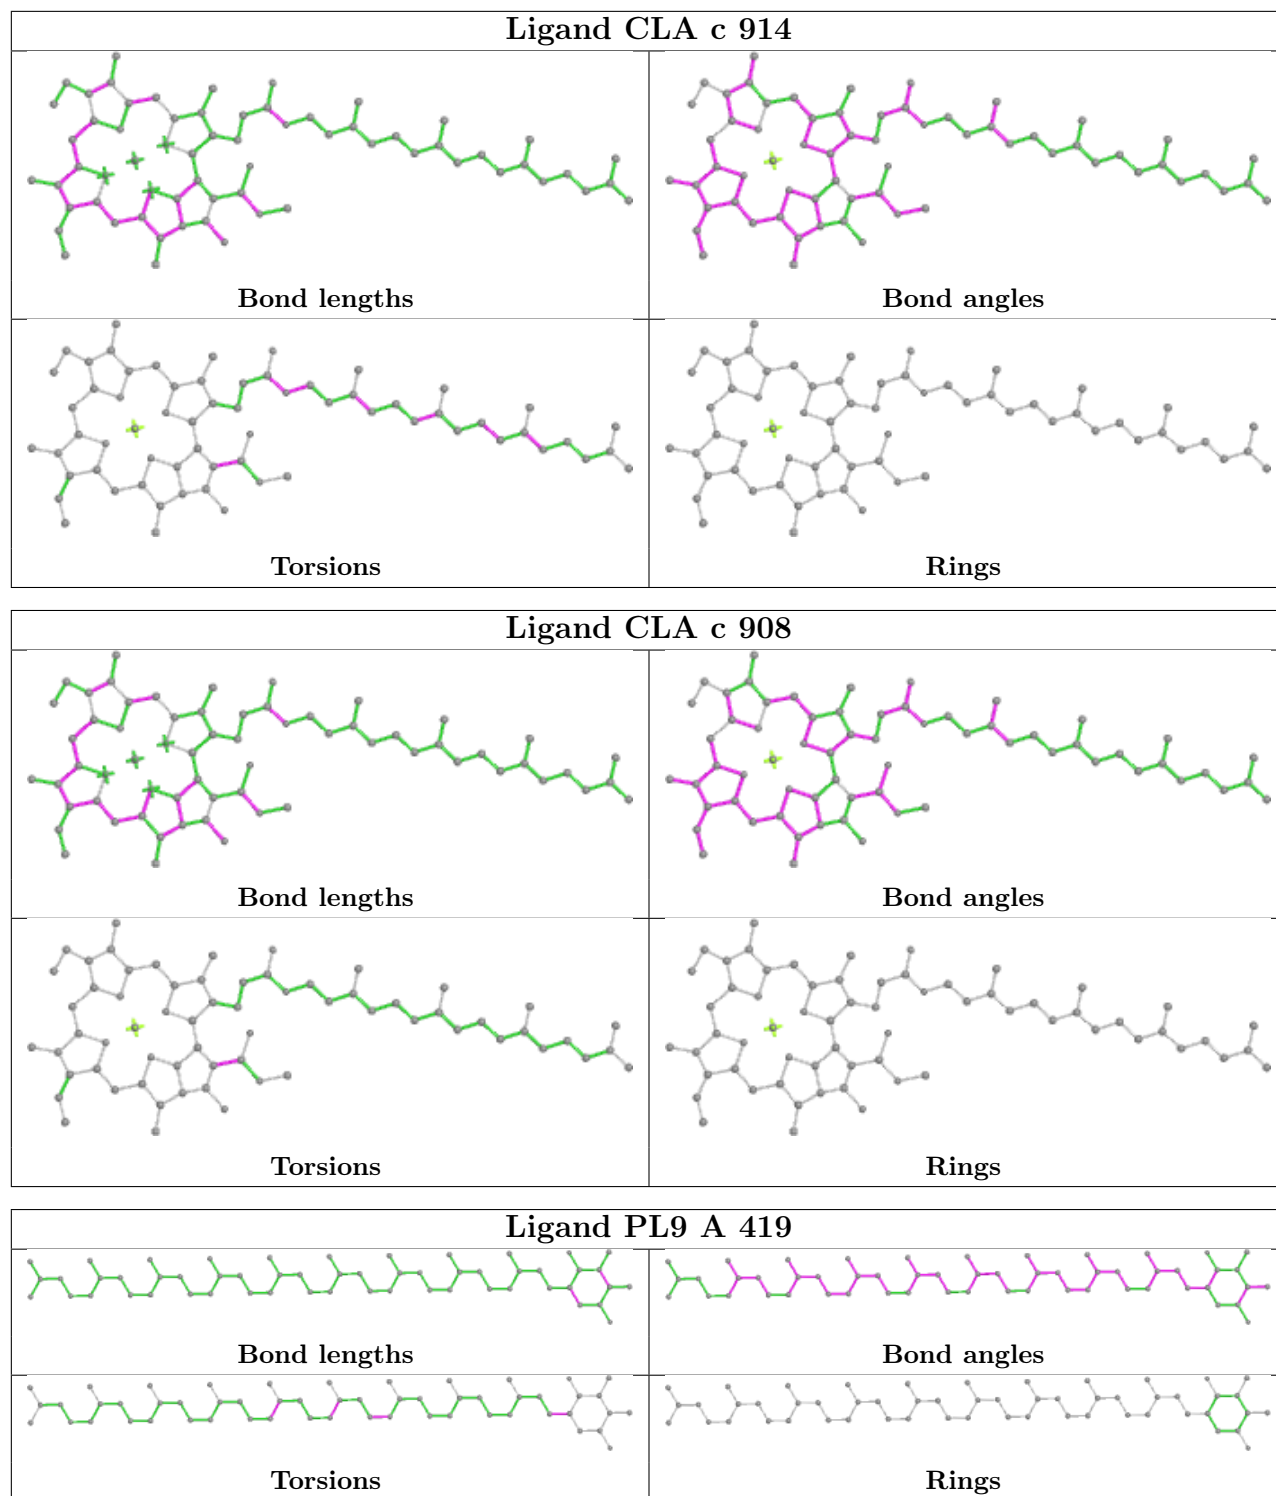 Ligand CLA c 914
Bond lengths
Bond angles
Torsions
Rings
Ligand CLA c 908
Bond lengths
Bond angles
Torsions
Rings
Ligand PL9 A 419
Bond lengths
Bond angles
Torsions
Rings